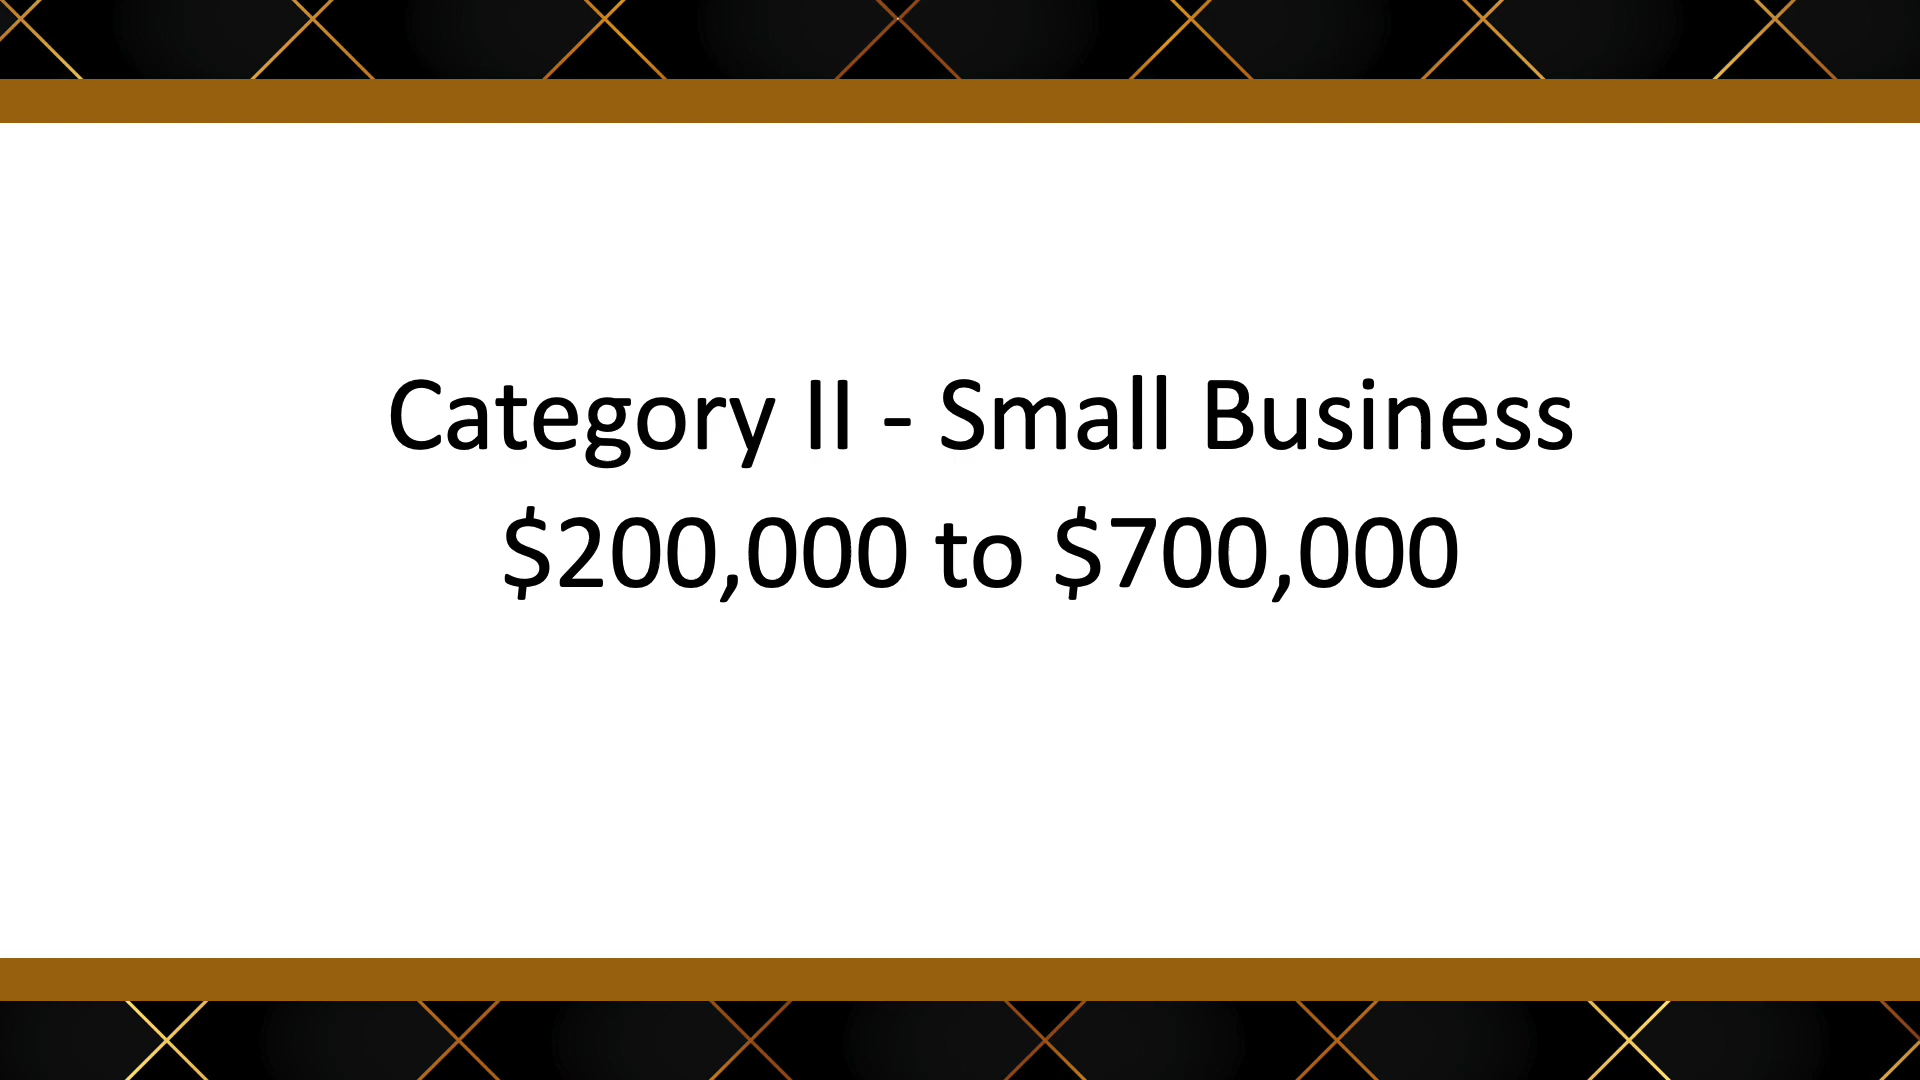 Category II - Small Business
$200,000 to $700,000